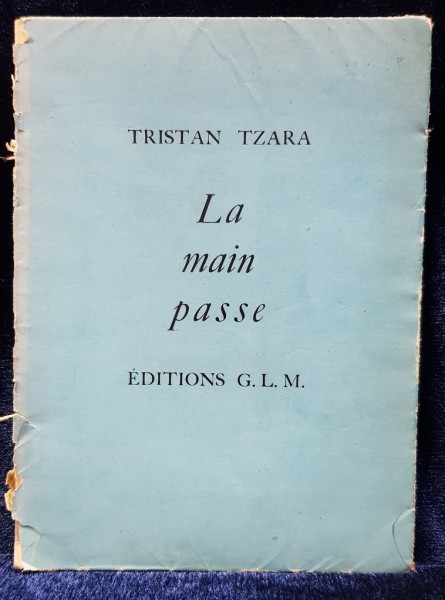 TRISTAN TZARA
La
main
passe
ÉDITIONS G. L. M.